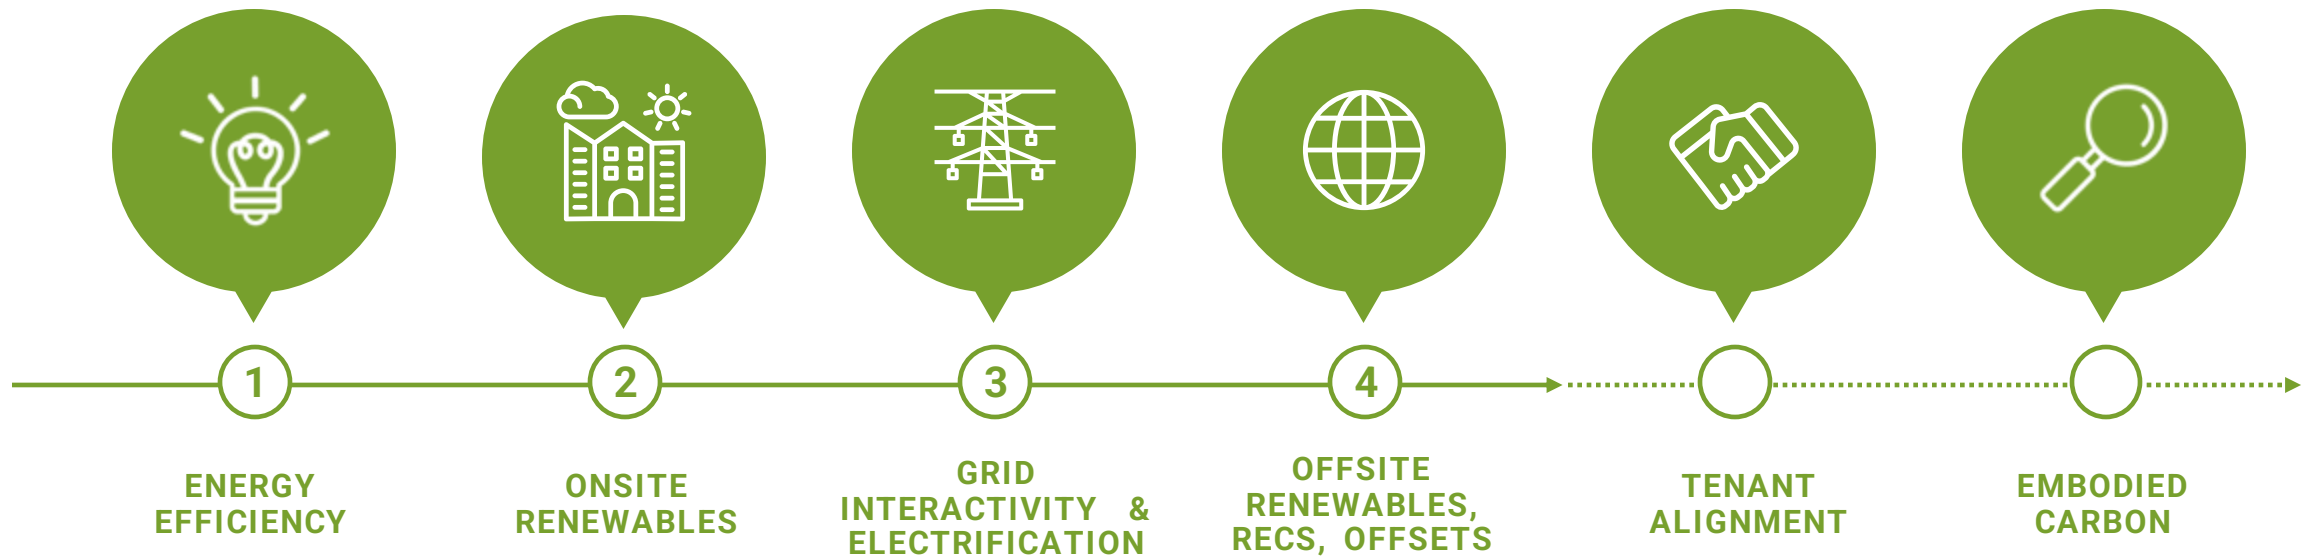 1
2
3
4
ENERGY
EFFICIENCY
ONSITE
RENEWABLES
GRID
INTERACTIVITY &
ELECTRIFICATION
OFFSITE
RENEWABLES,
RECS, OFFSETS
TENANT
ALIGNMENT
EMBODIED
CARBON